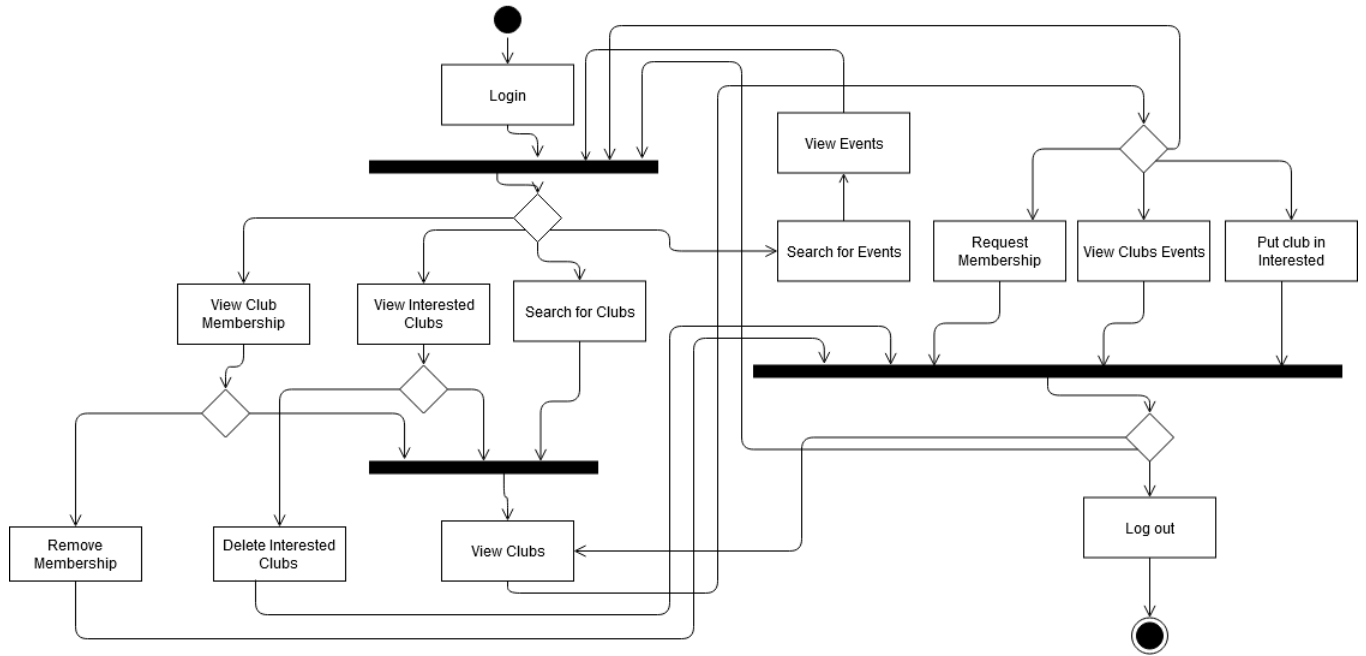 Login
View Events
Search for Events
Request
Membership
View Clubs Events
Put club in
Interested
View Club
Membership
View Interested
Clubs
Search for Clubs
Remove
Membership
Delete Interested
Clubs
View Clubs
Log out